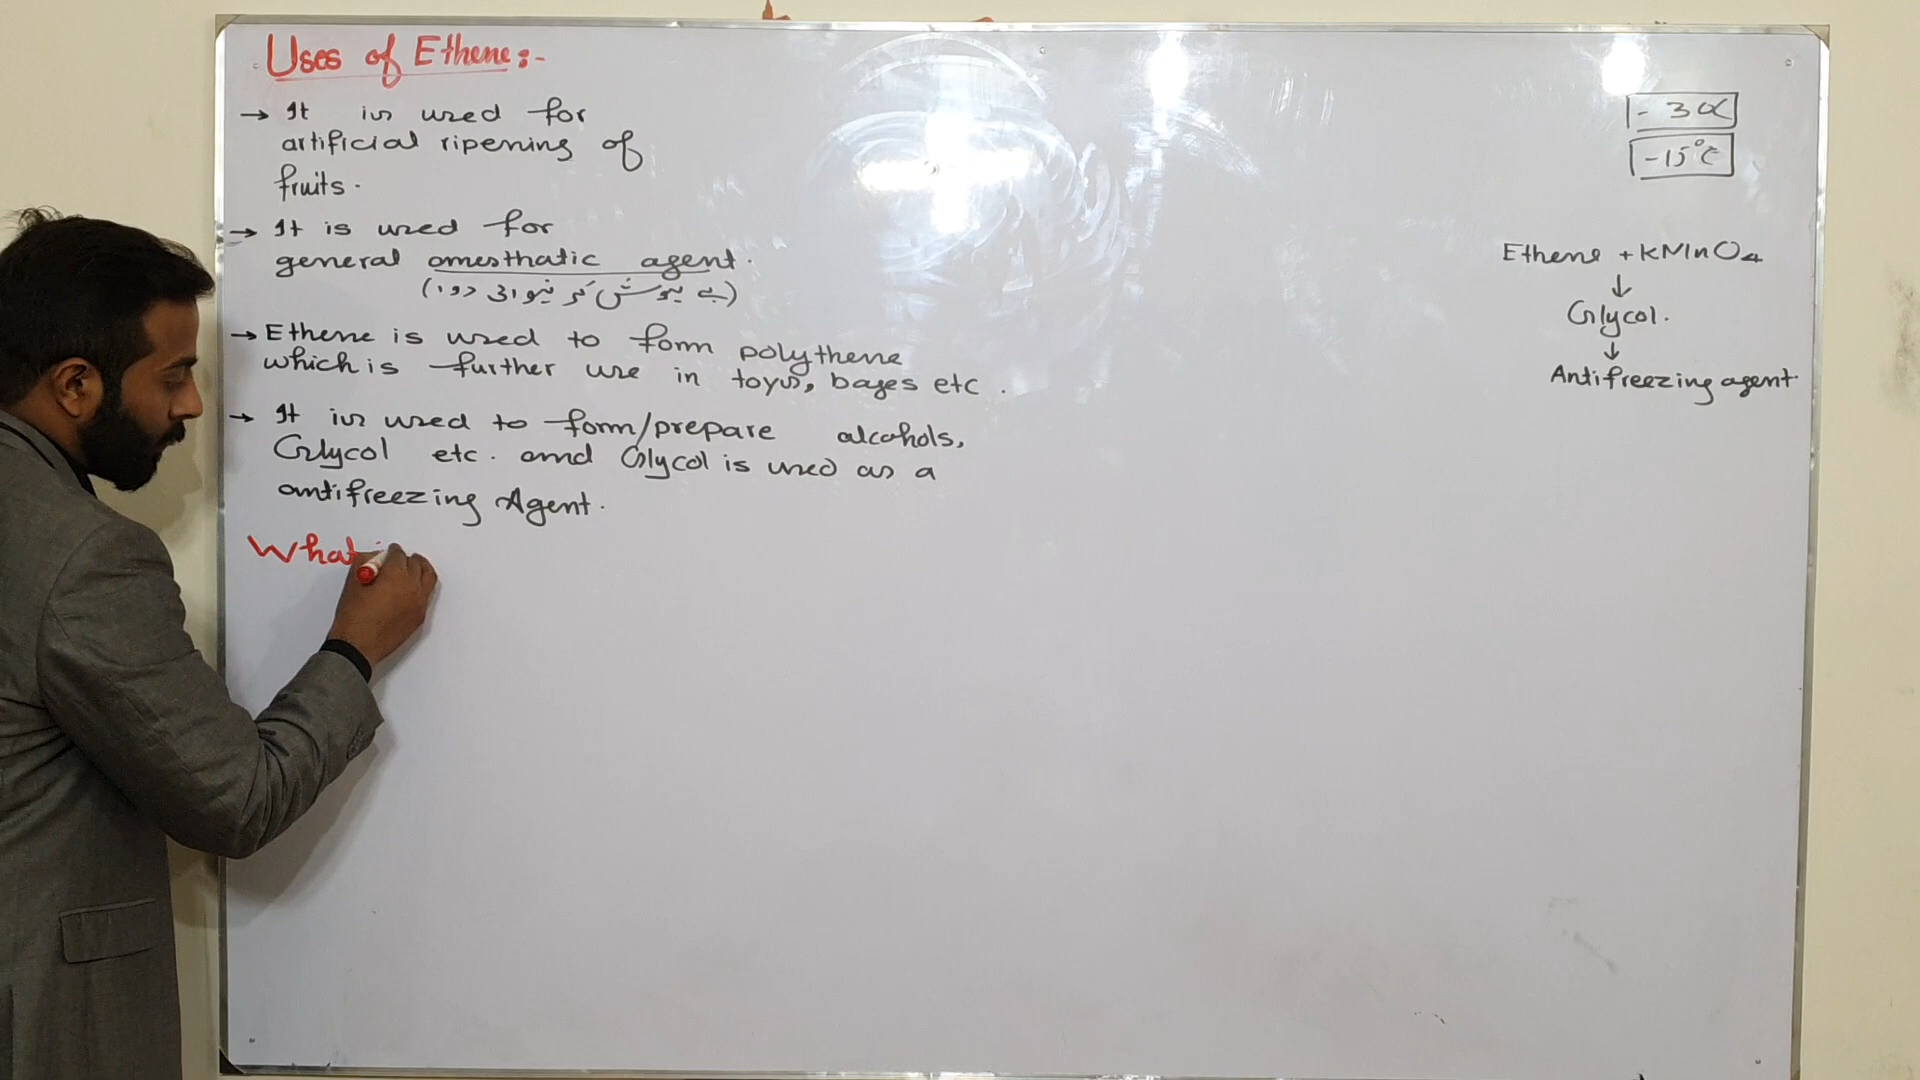 Uses of Ethene:-
→ It is used for
artificial ripening of
fruits.
→ It is used for
general anesthatic agent.
(بے ہوش کر نیوالی دوا)
→ Ethene is used to form polythene
which is further use in toys, bages etc.
→ It is used to form/prepare alcohols,
Glycol etc. and Glycol is used as a
antifreezing Agent.
What
-15°C
Ethene + KMnO4
↓
Glycol.
↓
Antifreezing agent